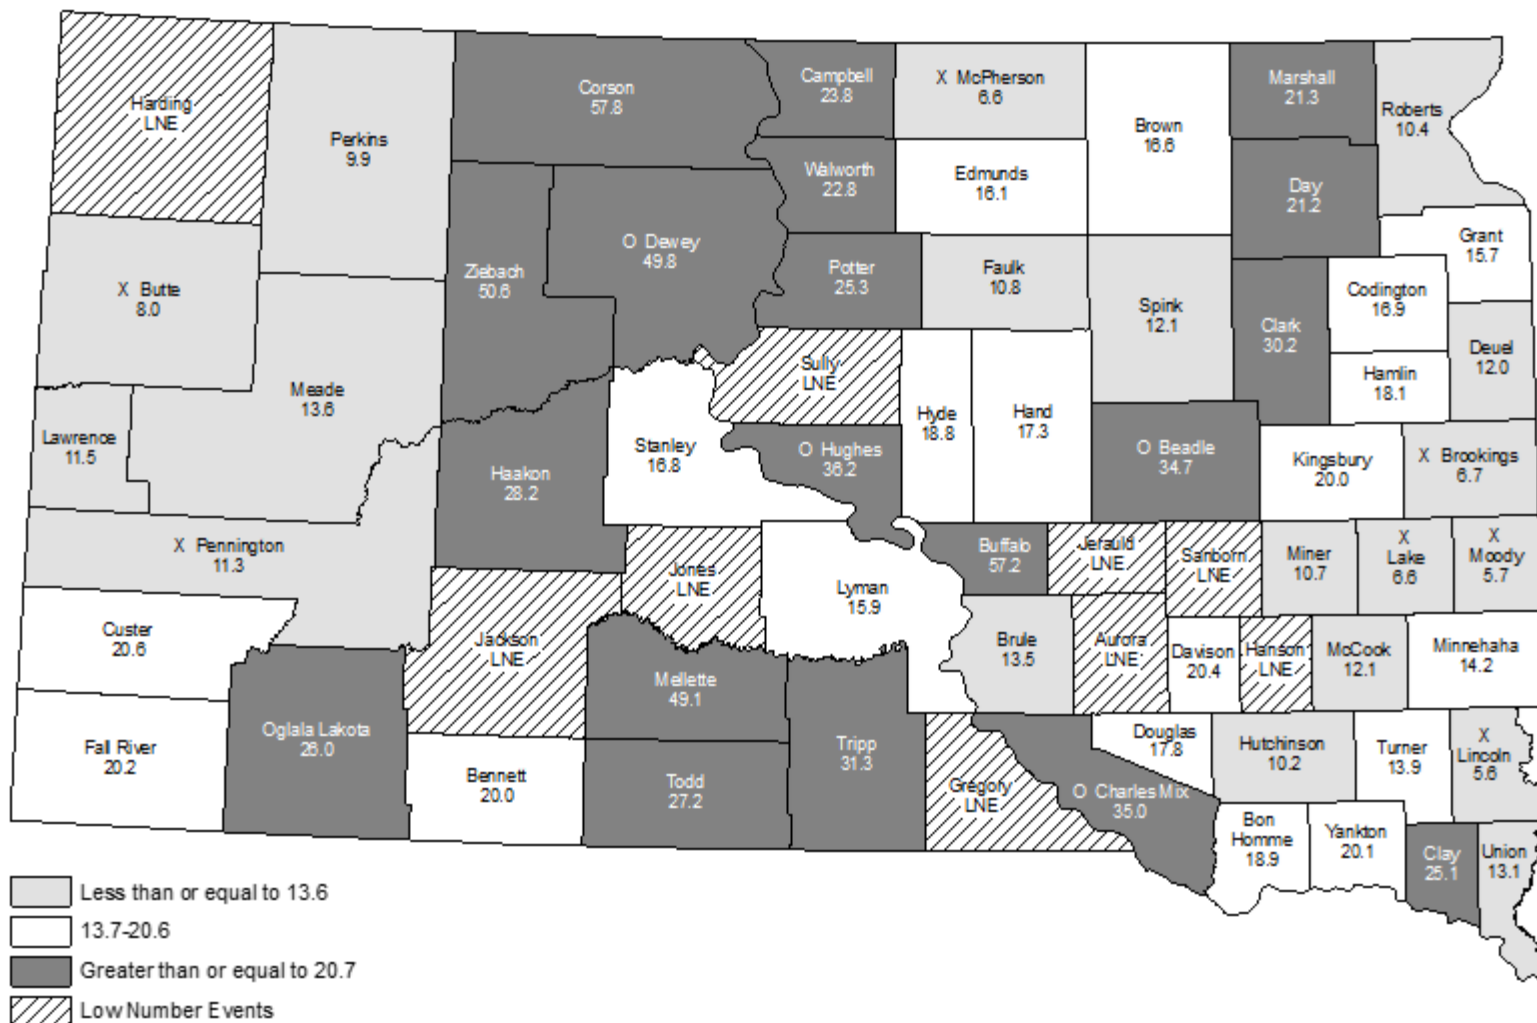 Harding
LNE
Perkins
9.9
Corson
57.8
Campbell
23.8
X McPherson
6.6
Brown
16.6
Marshall
21.3
Roberts
10.4
Walworth
22.8
Edmunds
16.1
Day
21.2
Grant
15.7
X Butte
8.0
Ziebach
50.6
O Dewey
49.8
Potter
25.3
Faulk
10.8
Spink
12.1
Clark
30.2
Codington
16.9
Deuel
12.0
Hamlin
18.1
Meade
13.6
Sully
LNE
Hyde
18.8
Hand
17.3
Lawrence
11.5
Haakon
28.2
Stanley
16.8
O Hughes
36.2
O Beadle
34.7
Kingsbury
20.0
X Brookings
6.7
X Pennington
11.3
Jones
LNE
Lyman
15.9
Buffalo
57.2
Jerauld
LNE
Sanborn
LNE
Miner
10.7
X
Lake
6.6
X
Moody
5.7
Custer
20.6
Jackson
LNE
Mellette
49.1
Brule
13.5
Aurora
LNE
Davison
20.4
Hanson
LNE
McCook
12.1
Minnehaha
14.2
Fall River
20.2
Oglala Lakota
26.0
Bennett
20.0
Todd
27.2
Tripp
31.3
Gregory
LNE
O Charles Mix
35.0
Douglas
17.8
Hutchinson
10.2
Turner
13.9
X
Lincoln
5.6
Bon
Homme
18.9
Yankton
20.1
Clay
25.1
Union
13.1
Less than or equal to 13.6
13.7-20.6
Greater than or equal to 20.7
Low Number Events